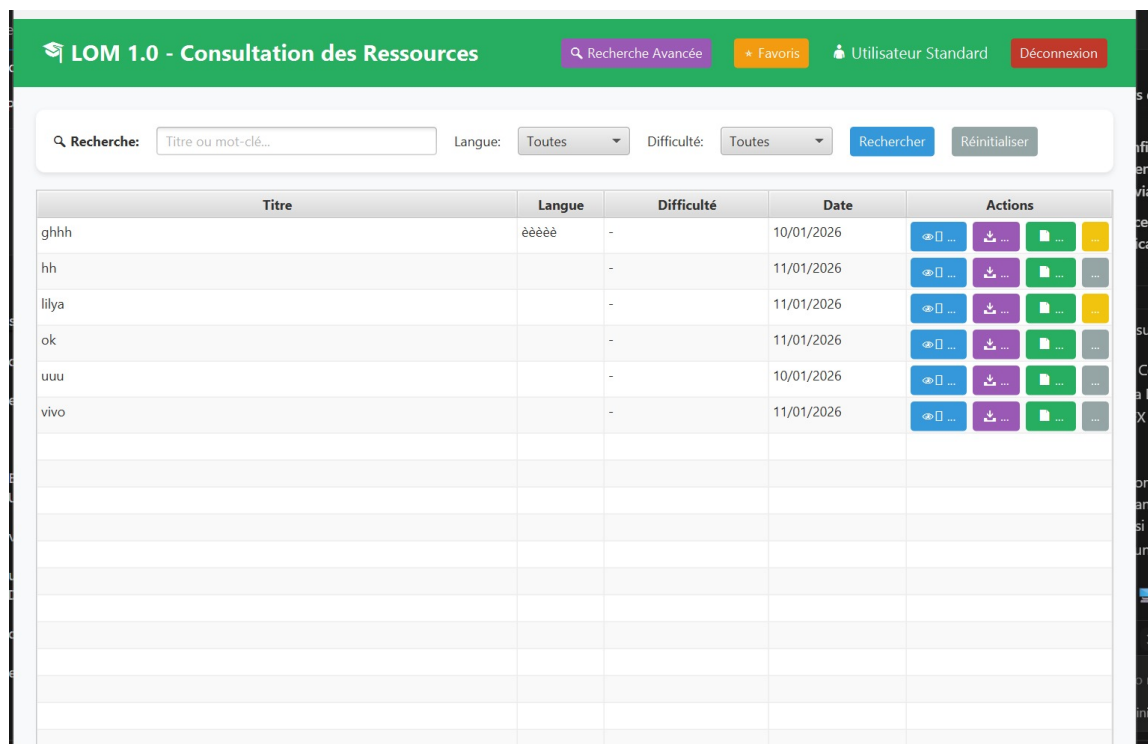 LOM 1.0 - Consultation des Ressources
Recherche Avancée
Favoris
Utilisateur Standard
Déconnexion
Recherche: Titre ou mot-clé... Langue: Toutes Difficulté: Toutes Rechercher Réinitialiser
Titre Langue Difficulté Date Actions
ghhh èèèèè - 10/01/2026 ... ... ... ...
hh - 11/01/2026 ... ... ... ...
lilya - 11/01/2026 ... ... ... ...
ok - 11/01/2026 ... ... ... ...
uuu - 10/01/2026 ... ... ... ...
vivo - 11/01/2026 ... ... ... ...